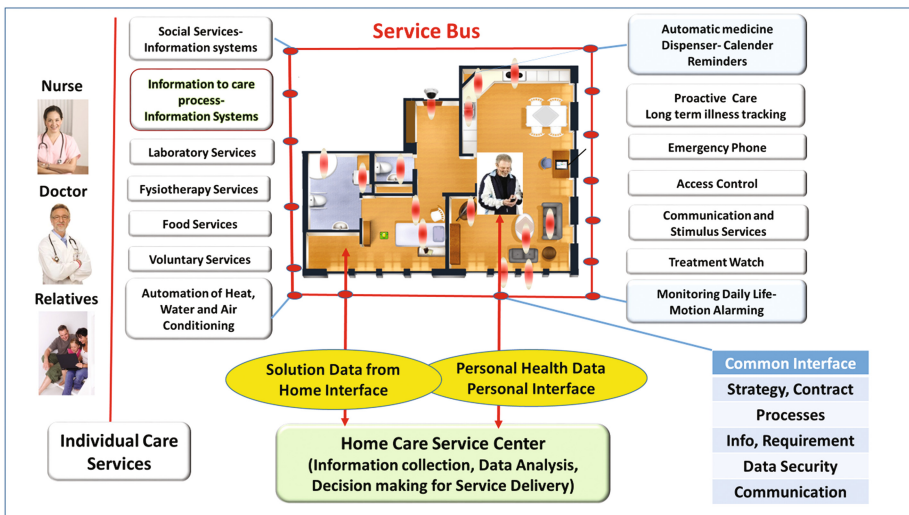 Service Bus
Nurse
Doctor
Relatives
Individual Care
Services
Social Services-
Information systems
Information to care
process-
Information Systems
Laboratory Services
Fysiotherapy Services
Food Services
Voluntary Services
Automation of Heat,
Water and Air
Conditioning
Automatic medicine
Dispenser- Calender
Reminders
Proactive Care
Long term illness tracking
Emergency Phone
Access Control
Communication and
Stimulus Services
Treatment Watch
Monitoring Daily Life-
Motion Alarming
Solution Data from
Home Interface
Personal Health Data
Personal Interface
Home Care Service Center
(Information collection, Data Analysis,
Decision making for Service Delivery)
Common Interface
Strategy, Contract
Processes
Info, Requirement
Data Security
Communication